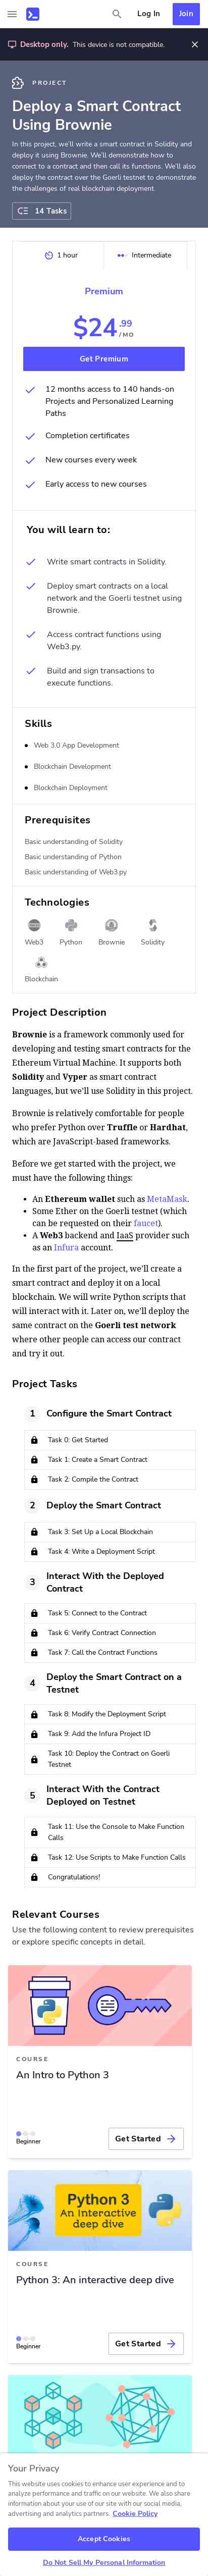 Log In
Join
Desktop only. This device is not compatible.
PROJECT
Deploy a Smart Contract
Using Brownie
In this project, we'll write a smart contract in Solidity and
deploy it using Brownie. We'll demonstrate how to
connect to a contract and then call its functions. We'll also
deploy the contract over the Goerli testnet to demonstrate
the challenges of real blockchain deployment.
14 Tasks
1 hour
Intermediate
Premium
$24.99
/ MO
Get Premium
12 months access to 140 hands-on
Projects and Personalized Learning
Paths
Completion certificates
New courses every week
Early access to new courses
You will learn to:
Write smart contracts in Solidity.
Deploy smart contracts on a local
network and the Goerli testnet using
Brownie.
Access contract functions using
Web3.py.
Build and sign transactions to
execute functions.
Skills
Web 3.0 App Development
Blockchain Development
Blockchain Deployment
Prerequisites
Basic understanding of Solidity
Basic understanding of Python
Basic understanding of Web3.py
Technologies
Web3
Python
Brownie
Solidity
Blockchain
Project Description
Brownie is a framework commonly used for
developing and testing smart contracts for the
Ethereum Virtual Machine. It supports both
Solidity and Vyper as smart contract
languages, but we'll use Solidity in this project.
Brownie is relatively comfortable for people
who prefer Python over Truffle or Hardhat,
which are JavaScript-based frameworks.
Before we get started with the project, we
must have the following things:
An Ethereum wallet such as MetaMask.
Some Ether on the Goerli testnet (which
can be requested on their faucet).
A Web3 backend and IaaS provider such
as an Infura account.
In the first part of the project, we'll create a
smart contract and deploy it on a local
blockchain. We will write Python scripts that
will interact with it. Later on, we'll deploy the
same contract on the Goerli test network
where other people can access our contract
and try it out.
Project Tasks
1 Configure the Smart Contract
Task 0: Get Started
Task 1: Create a Smart Contract
Task 2: Compile the Contract
2 Deploy the Smart Contract
Task 3: Set Up a Local Blockchain
Task 4: Write a Deployment Script
3 Interact With the Deployed
Contract
Task 5: Connect to the Contract
Task 6: Verify Contract Connection
Task 7: Call the Contract Functions
4 Deploy the Smart Contract on a
Testnet
Task 8: Modify the Deployment Script
Task 9: Add the Infura Project ID
Task 10: Deploy the Contract on Goerli
Testnet
5 Interact With the Contract
Deployed on Testnet
Task 11: Use the Console to Make Function
Calls
Task 12: Use Scripts to Make Function Calls
Congratulations!
Relevant Courses
Use the following content to review prerequisites
or explore specific concepts in detail.
COURSE
An Intro to Python 3
Beginner
Get Started
Python 3
An Interactive
deep dive
COURSE
Python 3: An interactive deep dive
Beginner
Get Started
Your Privacy
This website uses cookies to enhance user experience and to
analyze performance and traffic on our website. We also share
information about your use of our site with our social media,
advertising and analytics partners. Cookie Policy
Accept Cookies
Do Not Sell My Personal Information